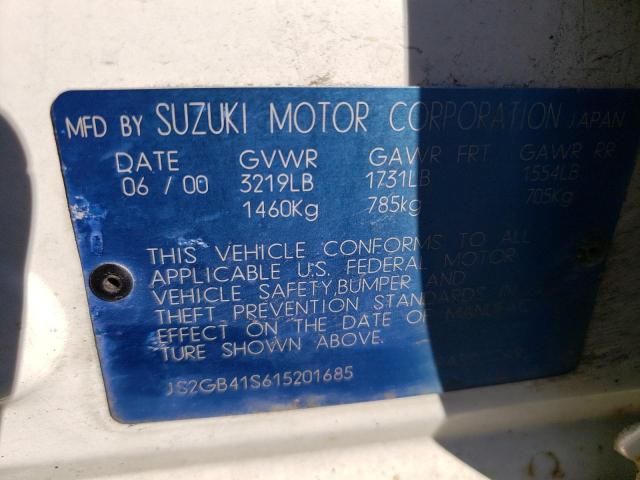 MFD BY SUZUKI MOTOR CORPORATION JAPAN
DATE GVWR GAWR FRT GAWR RR
06 / 00 3219LB 1731LB 1554LB
1460Kg 785kg 705kg
THIS VEHICLE CONFORMS TO ALL
APPLICABLE U.S. FEDERAL MOTOR
VEHICLE SAFETY,BUMPER AND
THEFT PREVENTION STANDARDS IN
EFFECT ON THE DATE OF MANUFAC
TURE SHOWN ABOVE.
JS2GB41S615201685